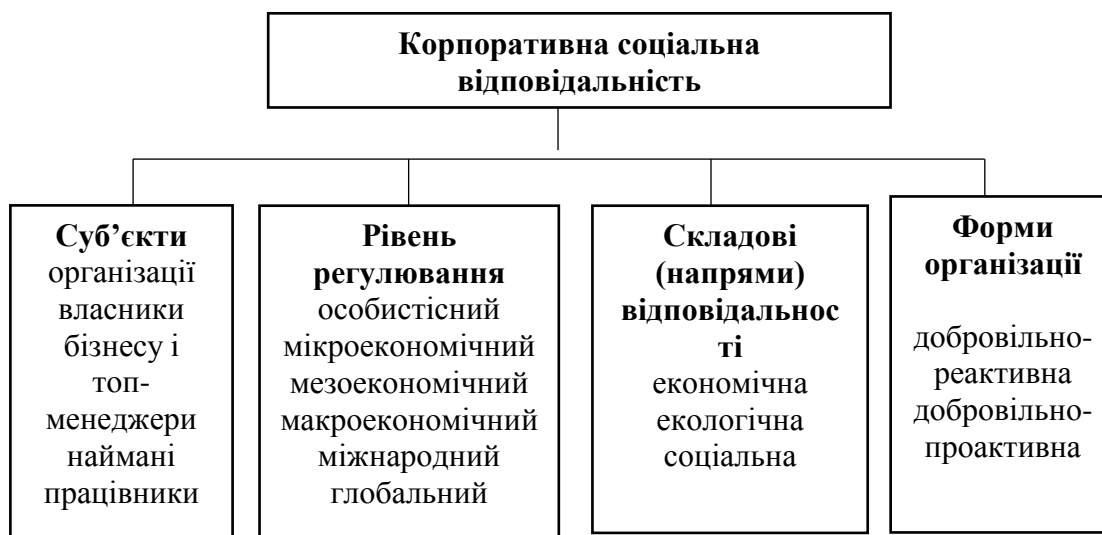 Корпоративна соціальна
відповідальність
Суб’єкти
організації
власники
бізнесу і
топ-
менеджери
наймані
працівники
Рівень
регулювання
особистісний
мікроекономічний
мезоекономічний
макроекономічний
міжнародний
глобальний
Складові
(напрями)
відповідальнос
ті
економічна
екологічна
соціальна
Форми
організації
добровільно-
реактивна
добровільно-
проактивна